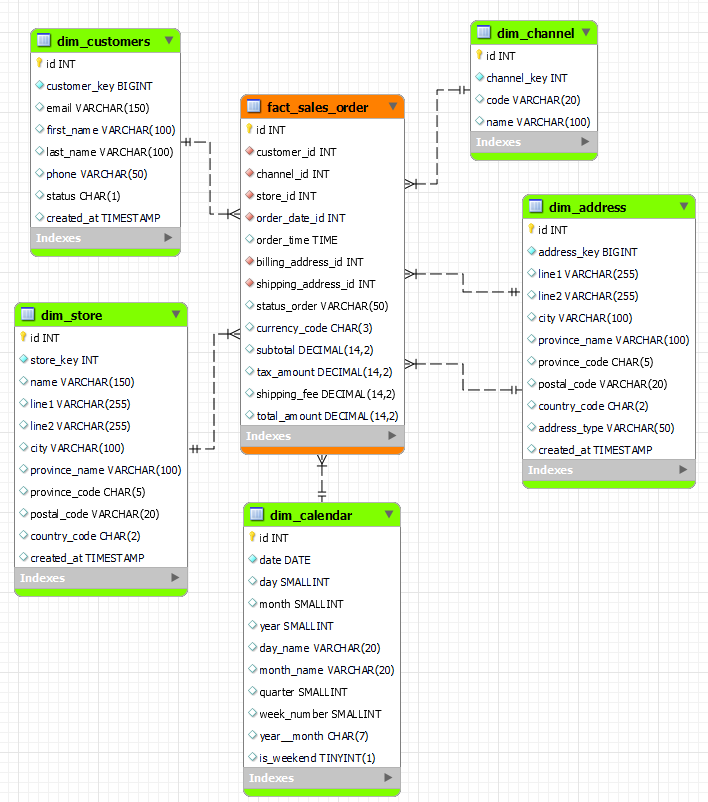 dim_customers
id INT
customer_key BIGINT
email VARCHAR(150)
first_name VARCHAR(100)
last_name VARCHAR(100)
phone VARCHAR(50)
status CHAR(1)
created_at TIMESTAMP
Indexes
dim_channel
id INT
channel_key INT
code VARCHAR(20)
name VARCHAR(100)
Indexes
fact_sales_order
id INT
customer_id INT
channel_id INT
store_id INT
order_date_id INT
order_time TIME
billing_address_id INT
shipping_address_id INT
status_order VARCHAR(50)
currency_code CHAR(3)
subtotal DECIMAL(14,2)
tax_amount DECIMAL(14,2)
shipping_fee DECIMAL(14,2)
total_amount DECIMAL(14,2)
Indexes
dim_address
id INT
address_key BIGINT
line1 VARCHAR(255)
line2 VARCHAR(255)
city VARCHAR(100)
province_name VARCHAR(100)
province_code CHAR(5)
postal_code VARCHAR(20)
country_code CHAR(2)
address_type VARCHAR(50)
created_at TIMESTAMP
Indexes
dim_store
id INT
store_key INT
name VARCHAR(150)
line1 VARCHAR(255)
line2 VARCHAR(255)
city VARCHAR(100)
province_name VARCHAR(100)
province_code CHAR(5)
postal_code VARCHAR(20)
country_code CHAR(2)
created_at TIMESTAMP
Indexes
dim_calendar
id INT
date DATE
day SMALLINT
month SMALLINT
year SMALLINT
day_name VARCHAR(20)
month_name VARCHAR(20)
quarter SMALLINT
week_number SMALLINT
year__month CHAR(7)
is_weekend TINYINT(1)
Indexes